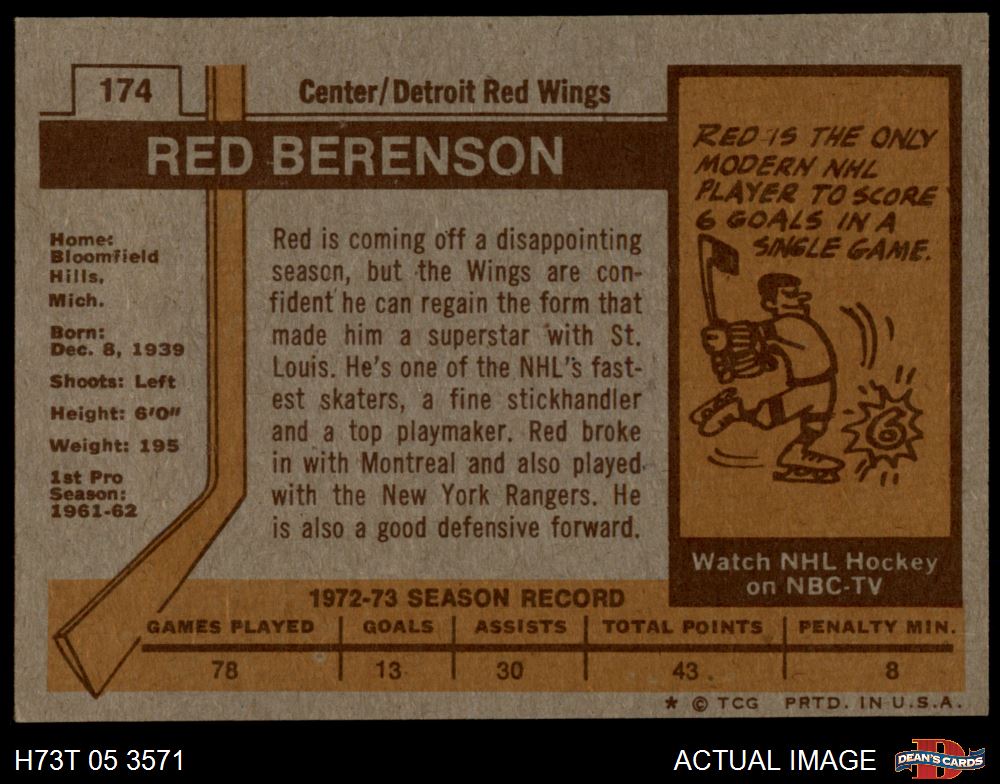 174
Center/Detroit Red Wings
RED BERENSON
Home:
Bloomfield
Hills,
Mich.
Born:
Dec. 8, 1939
Shoots: Left
Height: 6'0"
Weight: 195
1st Pro
Season:
1961-62
Red is coming off a disappointing
season, but the Wings are con-
fident he can regain the form that
made him a superstar with St.
Louis. He's one of the NHL's fast-
est skaters, a fine stickhandler
and a top playmaker. Red broke
in with Montreal and also played
with the New York Rangers. He
is also a good defensive forward.
RED IS THE ONLY
MODERN NHL
PLAYER TO SCORE
6 GOALS IN A
SINGLE GAME.
6
Watch NHL Hockey
on NBC-TV
1972-73 SEASON RECORD
GAMES PLAYED GOALS ASSISTS TOTAL POINTS PENALTY MIN.
78 13 30 43 8
* © TCG PRTD. IN U.S.A.
H73T 05 3571
ACTUAL IMAGE
DEAN'S CARDS